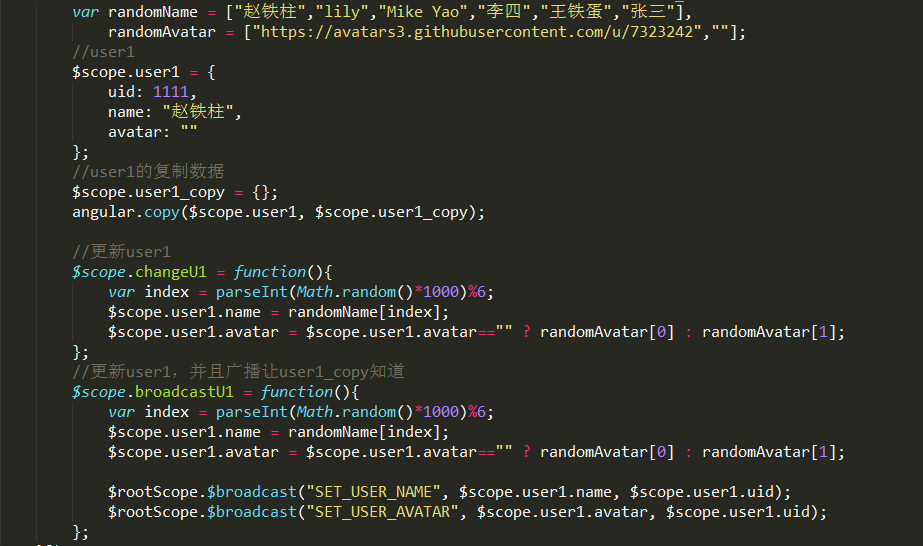 var randomName = ["赵铁柱","lily","Mike Yao","李四","王铁蛋","张三"],
randomAvatar = ["https://avatars3.githubusercontent.com/u/7323242",""];
//user1
$scope.user1 = {
uid: 1111,
name: "赵铁柱",
avatar: ""
};
//user1的复制数据
$scope.user1_copy = {};
angular.copy($scope.user1, $scope.user1_copy);
//更新user1
$scope.changeU1 = function(){
var index = parseInt(Math.random()*1000)%6;
$scope.user1.name = randomName[index];
$scope.user1.avatar = $scope.user1.avatar=="" ? randomAvatar[0] : randomAvatar[1];
};
//更新user1，并且广播让user1_copy知道
$scope.broadcastU1 = function(){
var index = parseInt(Math.random()*1000)%6;
$scope.user1.name = randomName[index];
$scope.user1.avatar = $scope.user1.avatar=="" ? randomAvatar[0] : randomAvatar[1];
$rootScope.$broadcast("SET_USER_NAME", $scope.user1.name, $scope.user1.uid);
$rootScope.$broadcast("SET_USER_AVATAR", $scope.user1.avatar, $scope.user1.uid);
};